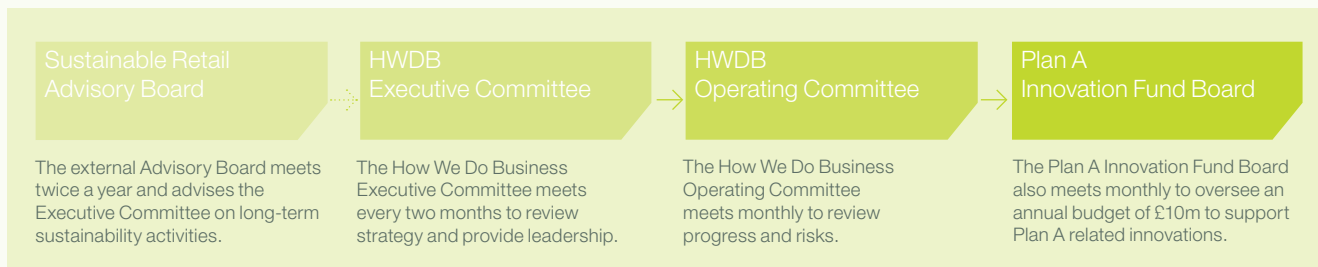 Sustainable Retail
Advisory Board
The external Advisory Board meets
twice a year and advises the
Executive Committee on long-term
sustainability activities.
HWDB
Executive Committee
The How We Do Business
Executive Committee meets
every two months to review
strategy and provide leadership.
HWDB
Operating Committee
The How We Do Business
Operating Committee
meets monthly to review
progress and risks.
Plan A
Innovation Fund Board
The Plan A Innovation Fund Board
also meets monthly to oversee an
annual budget of £10m to support
Plan A related innovations.